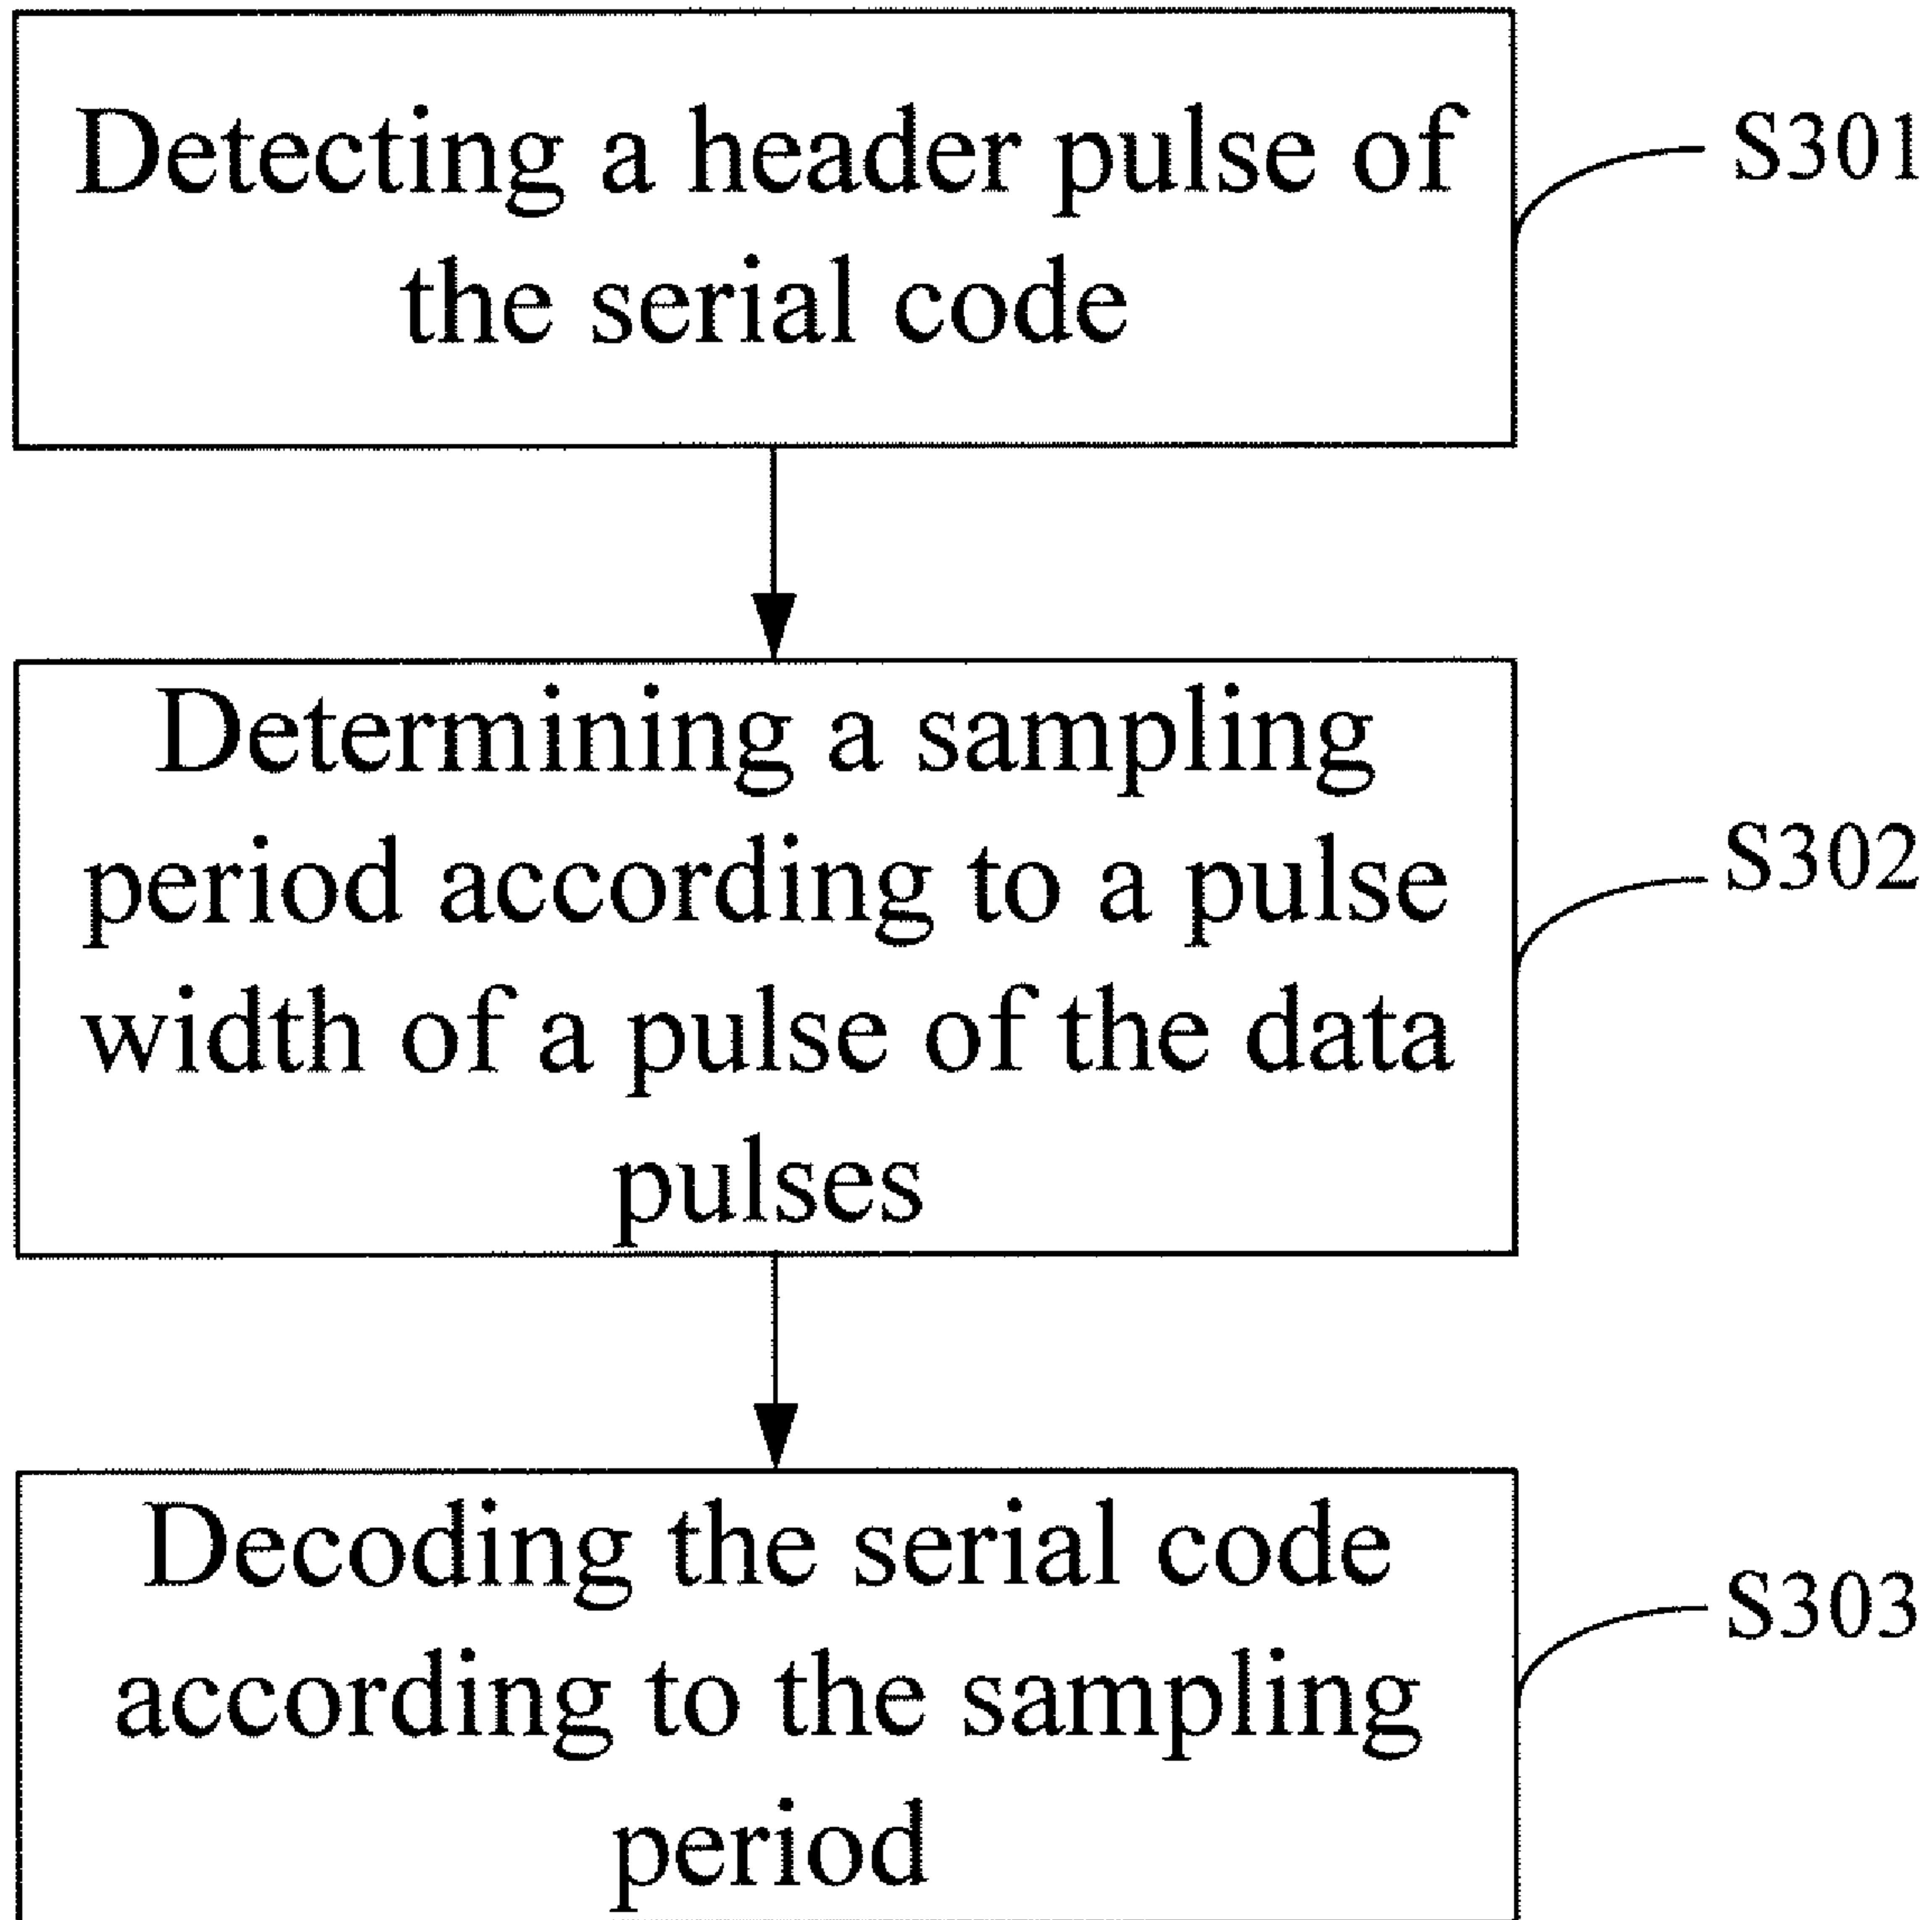 Detecting a header pulse of
the serial code
S301
Determining a sampling
period according to a pulse
width of a pulse of the data
pulses
S302
Decoding the serial code
according to the sampling
period
S303